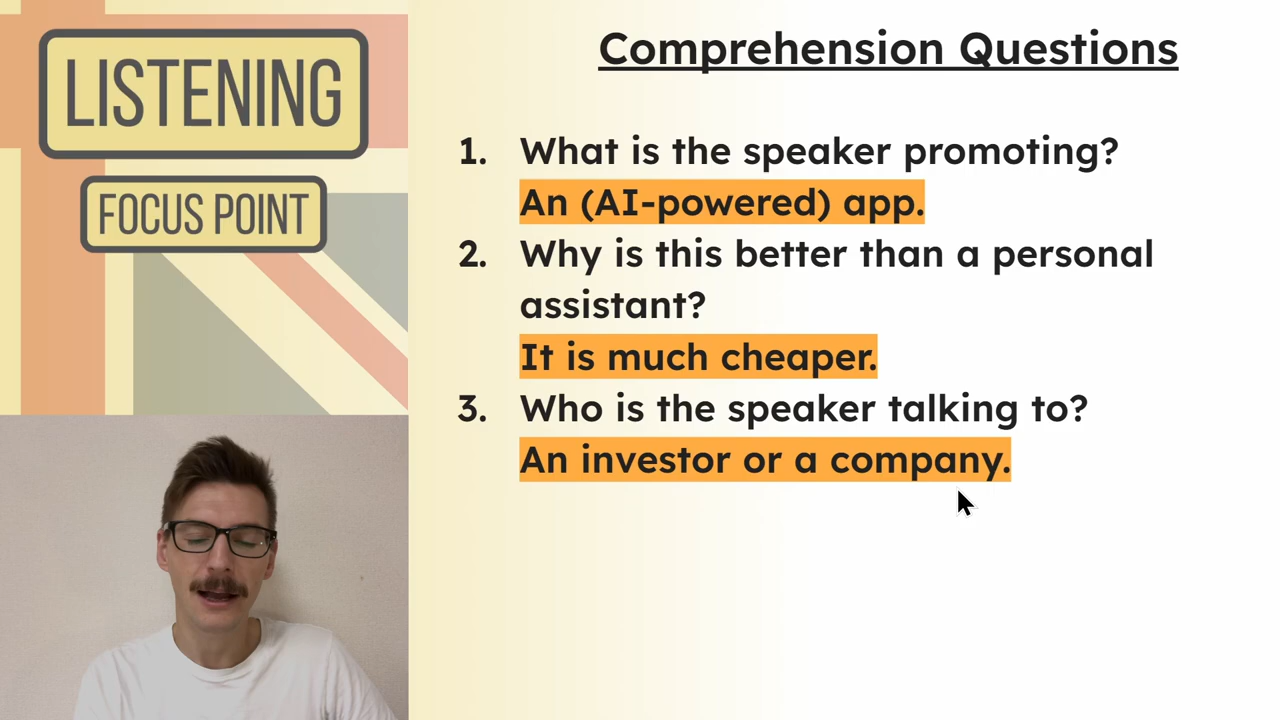 LISTENING
FOCUS POINT
Comprehension Questions
1. What is the speaker promoting?
An (AI-powered) app.
2. Why is this better than a personal
assistant?
It is much cheaper.
3. Who is the speaker talking to?
An investor or a company.